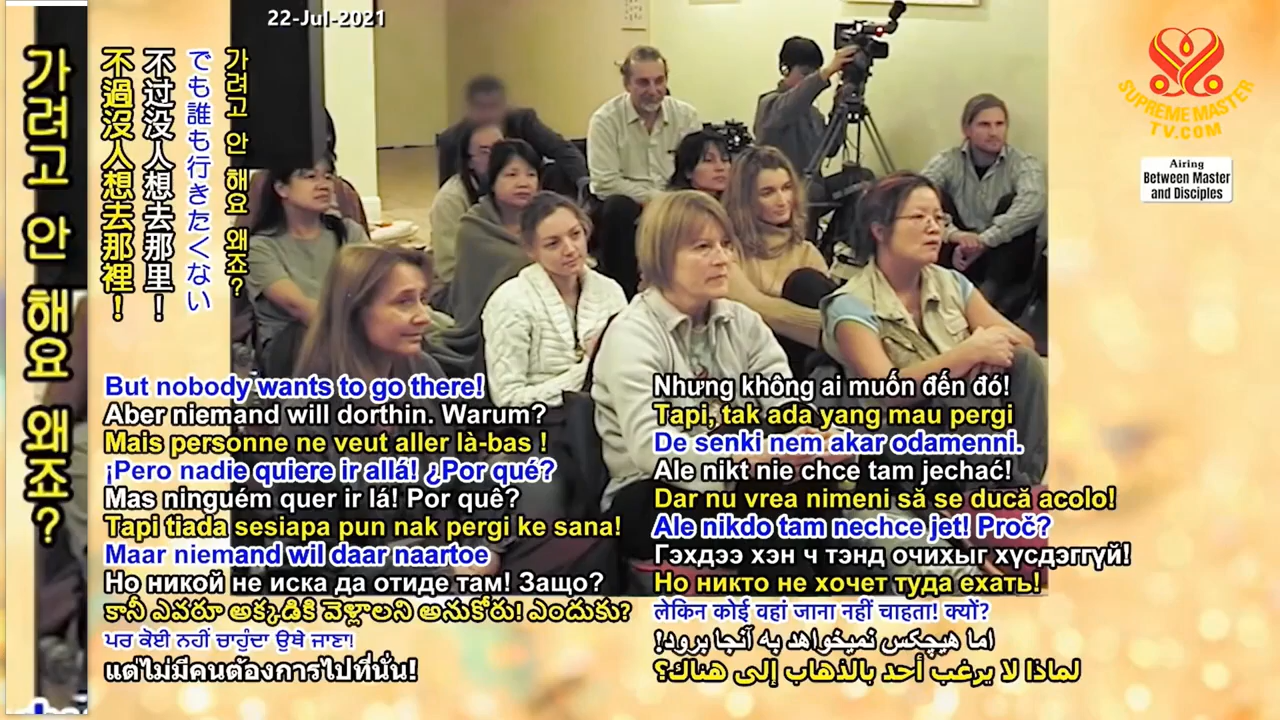 22-Jul-2021
가려고 안 해요 왜죠?
不過沒人想去那裡！
不过没人想去那里！
でも誰も行きたくない
가려고 안 해요 왜죠?
SUPREME MASTER
TV.COM
Airing
Between Master
and Disciples
But nobody wants to go there!
Aber niemand will dorthin. Warum?
Mais personne ne veut aller là-bas !
¡Pero nadie quiere ir allá! ¿Por qué?
Mas ninguém quer ir lá! Por quê?
Tapi tiada sesiapa pun nak pergi ke sana!
Maar niemand wil daar naartoe
Но никой не иска да отиде там! Защо?
కానీ ఎవరూ అక్కడికి వెళ్లాలని అనుకోరు! ఎందుకు?
ਪਰ ਕੋਈ ਨਹੀਂ ਚਾਹੁੰਦਾ ਉਥੇ ਜਾਣਾ!
แต่ไม่มีคนต้องการไปที่นั่น!
Nhưng không ai muốn đến đó!
Tapi, tak ada yang mau pergi
De senki nem akar odamenni.
Ale nikt nie chce tam jechać!
Dar nu vrea nimeni să se ducă acolo!
Ale nikdo tam nechce jet! Proč?
Гэхдээ хэн ч тэнд очихыг хүсдэггүй!
Но никто не хочет туда ехать!
लेकिन कोई वहां जाना नहीं चाहता! क्यों?
اما هیچکس نمیخواهد به آنجا برود!
لماذا لا يرغب أحد بالذهاب إلى هناك؟